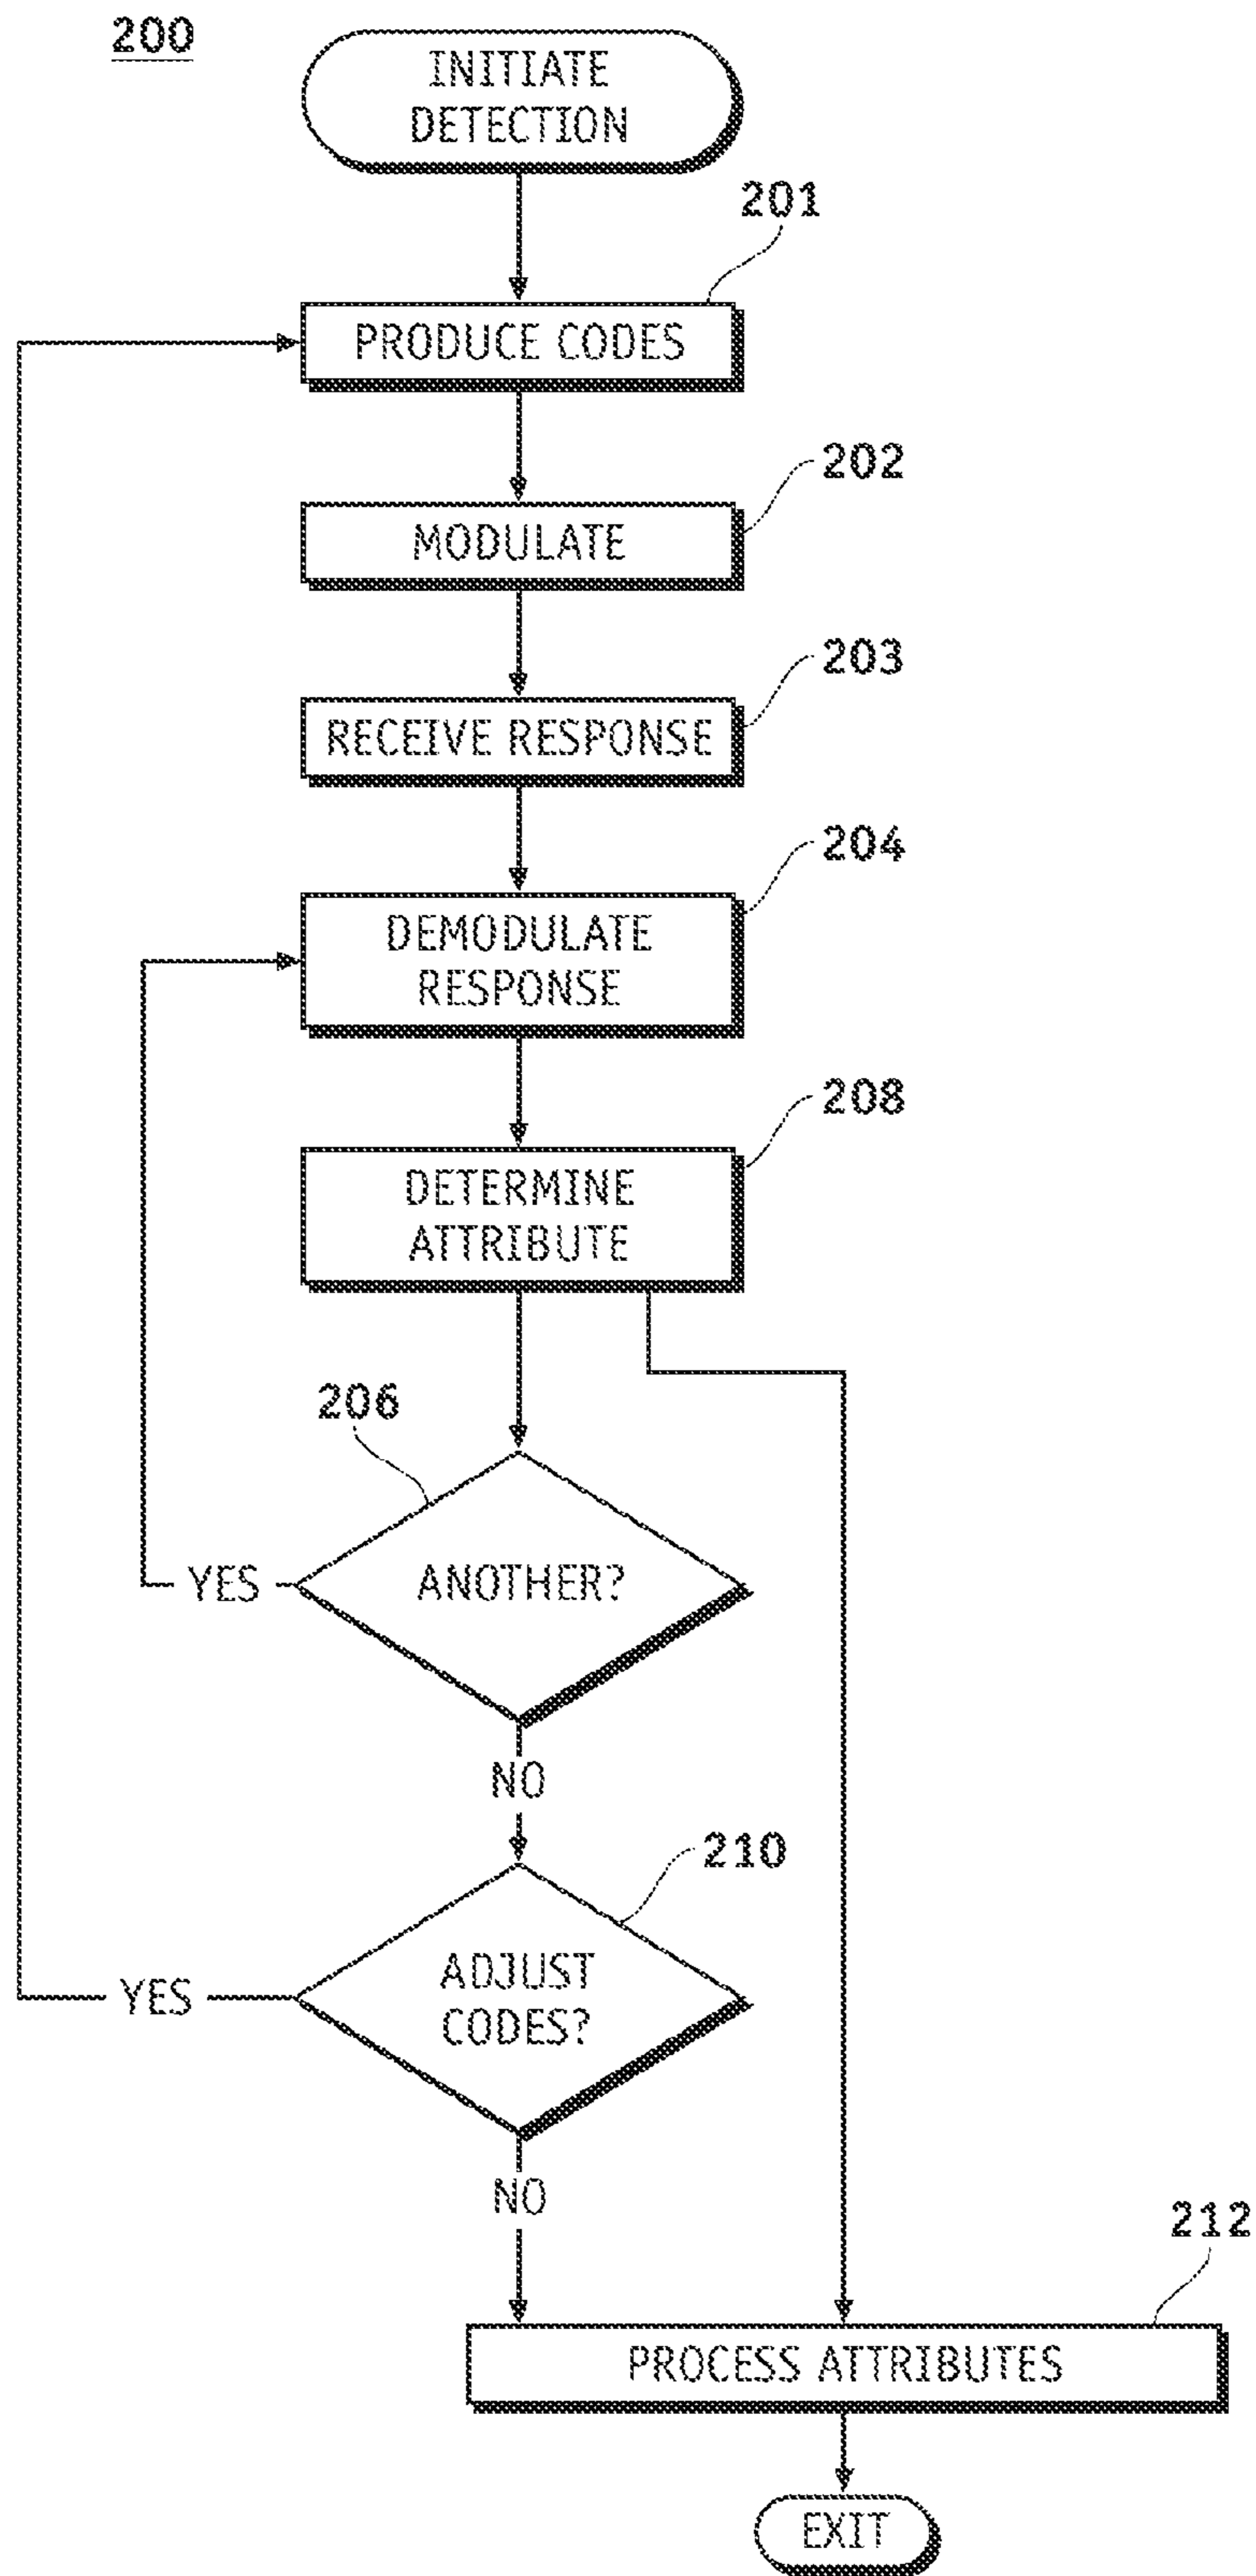 200
INITIATE
DETECTION
201
PRODUCE CODES
202
MODULATE
203
RECEIVE RESPONSE
204
DEMODULATE
RESPONSE
208
DETERMINE
ATTRIBUTE
206
ANOTHER?
YES
NO
210
ADJUST
CODES?
YES
NO
212
PROCESS ATTRIBUTES
EXIT